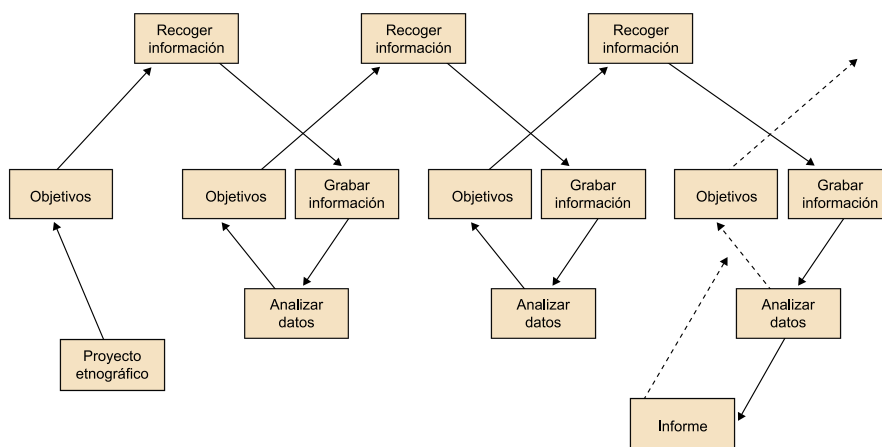 Recoger
información
Recoger
información
Recoger
información
Objetivos
Objetivos
Grabar
información
Objetivos
Grabar
información
Objetivos
Grabar
información
Analizar
datos
Analizar
datos
Analizar
datos
Proyecto
etnográfico
Informe